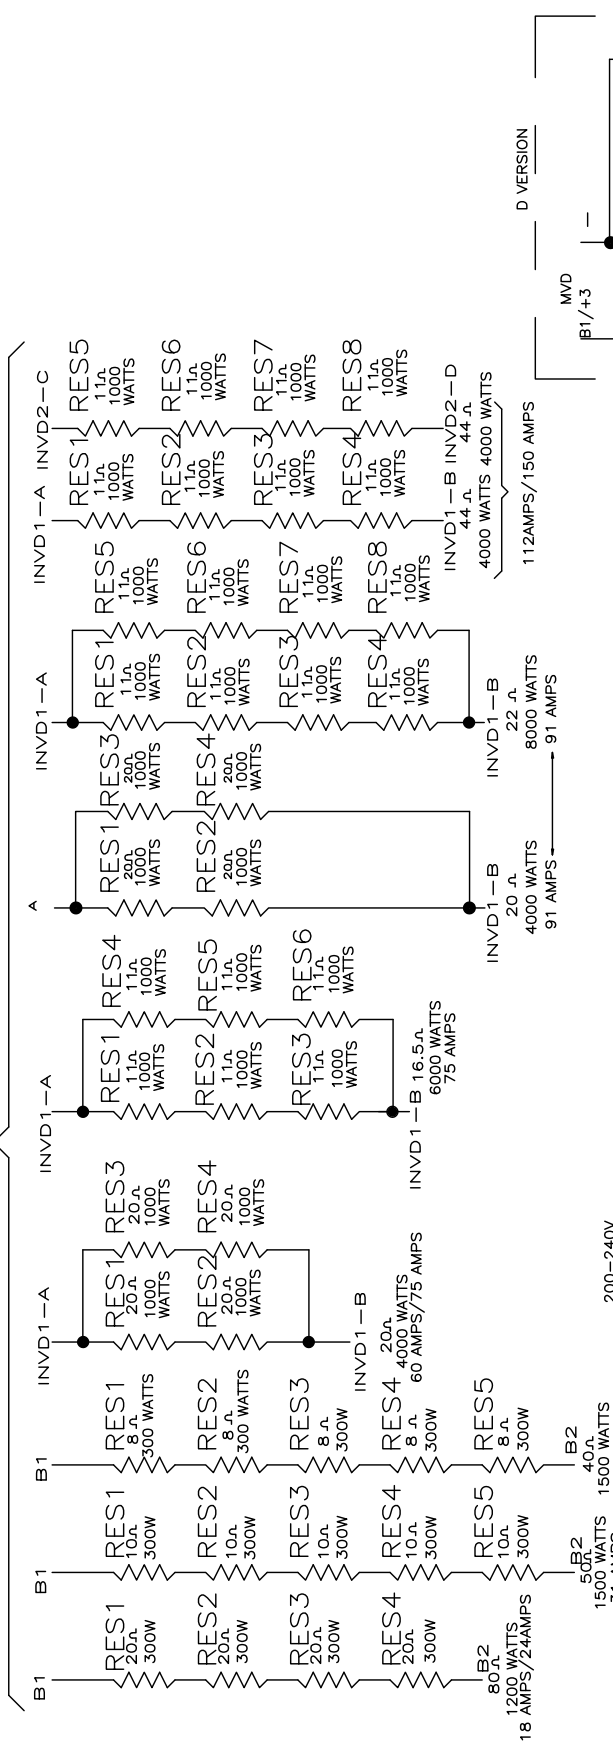 D VERSION
MVD
B1/+3
–
INVD2–C
RES5
11Ω
1000
WATTS
RES6
11Ω
1000
WATTS
RES7
11Ω
1000
WATTS
RES8
11Ω
1000
WATTS
INVD2–D
44 Ω
4000 WATTS
INVD1–A
RES1
11Ω
1000
WATTS
RES2
11Ω
1000
WATTS
RES3
11Ω
1000
WATTS
RES4
11Ω
1000
WATTS
INVD1–B
44 Ω
4000 WATTS
112AMPS/150 AMPS
RES5
11Ω
1000
WATTS
RES6
11Ω
1000
WATTS
RES7
11Ω
1000
WATTS
RES8
11Ω
1000
WATTS
INVD1–A
RES1
11Ω
1000
WATTS
RES2
11Ω
1000
WATTS
RES3
11Ω
1000
WATTS
RES4
11Ω
1000
WATTS
INVD1–B
22 Ω
8000 WATTS
91 AMPS
RES3
20Ω
1000
WATTS
RES4
20Ω
1000
WATTS
A
RES1
20Ω
1000
WATTS
RES2
20Ω
1000
WATTS
INVD1–B
20 Ω
4000 WATTS
91 AMPS
RES4
11Ω
1000
WATTS
RES5
11Ω
1000
WATTS
RES6
11Ω
1000
WATTS
INVD1–A
RES1
11Ω
1000
WATTS
RES2
11Ω
1000
WATTS
RES3
11Ω
1000
WATTS
INVD1–B
16.5Ω
6000 WATTS
75 AMPS
RES3
20Ω
1000
WATTS
RES4
20Ω
1000
WATTS
INVD1–A
RES1
20Ω
1000
WATTS
RES2
20Ω
1000
WATTS
INVD1–B
20Ω
4000 WATTS
60 AMPS/75 AMPS
200–240V
B1
RES1
8Ω
300 WATTS
RES2
8Ω
300 WATTS
RES3
8Ω
300W
RES4
8Ω
300W
RES5
8Ω
300W
B2
40Ω
1500 WATTS
B1
RES1
10Ω
300W
RES2
10Ω
300W
RES3
10Ω
300W
RES4
10Ω
300W
RES5
10Ω
300W
B2
50Ω
1500 WATTS
B1
RES1
20Ω
300W
RES2
20Ω
300W
RES3
20Ω
300W
RES4
20Ω
300W
B2
80Ω
1200 WATTS
18 AMPS/24AMPS